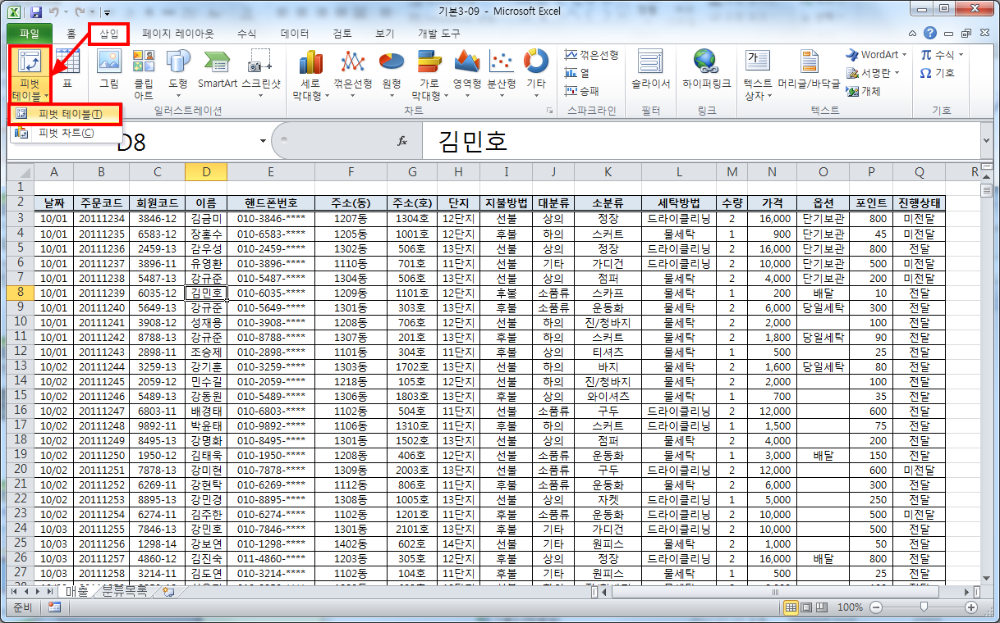 기본3-09 - Microsoft Excel
파일 홈 삽입 페이지 레이아웃 수식 데이터 검토 보기 개발 도구
피벗 테이블 표 그림 클립 아트 도형 SmartArt 스크린샷 세로 막대형 꺾은선형 원형 가로 막대형 영역형 분산형 기타 꺾은선형 열 승패 슬라이서 하이퍼링크 텍스트 상자 머리글/바닥글 WordArt 서명란 개체 수식 기호
일러스트레이션 차트 스파크라인 필터 링크 텍스트 기호
피벗 테이블(T)
피벗 차트(C)
D8 fx 김민호
A B C D E F G H I J K L M N O P Q R
1
2 날짜 주문코드 회원코드 이름 핸드폰번호 주소(동) 주소(호) 단지 지불방법 대분류 소분류 세탁방법 수량 가격 옵션 포인트 진행상태
3 10/01 20111234 3846-12 김금미 010-3846-**** 1207동 1304호 12단지 선불 상의 정장 드라이클리닝 2 16,000 단기보관 800 미전달
4 10/01 20111235 6583-12 장홍수 010-6583-**** 1205동 1001호 12단지 후불 하의 스커트 물세탁 1 900 단기보관 45 미전달
5 10/01 20111236 2459-13 감우성 010-2459-**** 1302동 506호 13단지 선불 상의 정장 드라이클리닝 2 16,000 단기보관 800 전달
6 10/01 20111237 3896-11 유영환 010-3896-**** 1110동 701호 11단지 선불 기타 가디건 드라이클리닝 2 10,000 단기보관 500 미전달
7 10/01 20111238 5487-13 강규준 010-5487-**** 1304동 506호 13단지 선불 상의 점퍼 물세탁 2 4,000 단기보관 200 미전달
8 10/01 20111239 6035-12 김민호 010-6035-**** 1209동 1101호 12단지 후불 소품류 스카프 물세탁 1 200 배달 10 전달
9 10/01 20111240 5649-13 강규준 010-5649-**** 1301동 303호 13단지 후불 소품류 운동화 물세탁 2 6,000 당일세탁 300 전달
10 10/01 20111241 3908-12 성재용 010-3908-**** 1208동 706호 12단지 선불 하의 진/청바지 물세탁 2 2,000 100 전달
11 10/01 20111242 8788-13 강규준 010-8788-**** 1307동 201호 13단지 후불 하의 스커트 물세탁 2 1,800 당일세탁 90 전달
12 10/01 20111243 2898-11 조승제 010-2898-**** 1101동 304호 11단지 후불 상의 티셔츠 물세탁 1 500 25 전달
13 10/02 20111244 3259-13 강기훈 010-3259-**** 1303동 1702호 13단지 선불 하의 바지 물세탁 2 1,600 당일세탁 80 전달
14 10/02 20111245 2059-12 민수길 010-2059-**** 1218동 105호 12단지 선불 하의 진/청바지 물세탁 2 2,000 100 전달
15 10/02 20111246 5489-13 강동원 010-5489-**** 1306동 1803호 13단지 후불 상의 와이셔츠 물세탁 1 700 35 전달
16 10/02 20111247 6803-11 배경태 010-6803-**** 1102동 504호 11단지 선불 소품류 구두 드라이클리닝 2 12,000 600 전달
17 10/02 20111248 9892-11 박윤태 010-9892-**** 1106동 1310호 11단지 후불 하의 스커트 드라이클리닝 1 1,500 75 전달
18 10/02 20111249 8495-13 강명화 010-8495-**** 1301동 1502호 13단지 선불 상의 점퍼 물세탁 2 4,000 200 전달
19 10/02 20111250 1950-12 김태욱 010-1950-**** 1208동 406호 12단지 선불 소품류 운동화 물세탁 1 3,000 배달 150 전달
20 10/02 20111251 7878-13 강미현 010-7878-**** 1309동 2003호 13단지 선불 소품류 구두 드라이클리닝 2 12,000 600 미전달
21 10/02 20111252 6269-11 강현탁 010-6269-**** 1112동 806호 11단지 후불 소품류 운동화 물세탁 2 6,000 300 전달
22 10/02 20111253 8895-13 강민경 010-8895-**** 1308동 1005호 13단지 선불 상의 자켓 드라이클리닝 1 5,000 250 전달
23 10/02 20111254 6274-11 김주한 010-6274-**** 1102동 1201호 11단지 후불 소품류 운동화 드라이클리닝 2 10,000 500 미전달
24 10/03 20111255 7846-13 강민호 010-7846-**** 1301동 2101호 13단지 후불 기타 가디건 드라이클리닝 2 10,000 500 전달
25 10/03 20111256 1298-14 강보연 010-1298-**** 1402동 602호 14단지 선불 기타 원피스 물세탁 2 1,000 50 전달
26 10/03 20111257 4860-12 김진숙 011-4860-**** 1203동 305호 12단지 후불 상의 정장 드라이클리닝 2 16,000 배달 800 전달
27 10/03 20111258 3214-11 김도연 010-3214-**** 1102동 104호 11단지 후불 기타 원피스 물세탁 1 500 25 전달
매출 분류목록
준비 100%